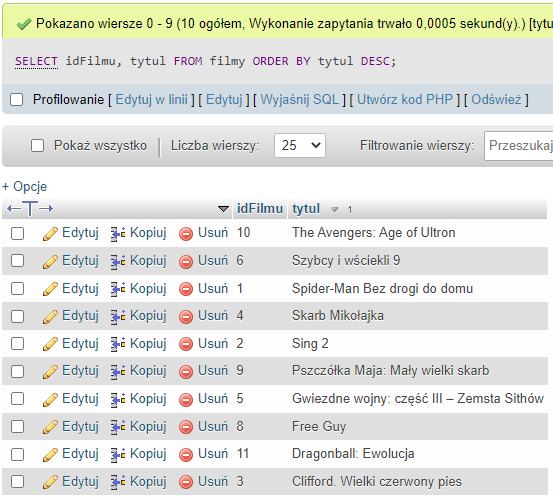 Pokazano wiersze 0 - 9 (10 ogółem, Wykonanie zapytania trwało 0,0005 sekund(y).) [tytu
SELECT idFilmu, tytul FROM filmy ORDER BY tytul DESC;
Profilowanie [ Edytuj w linii ] [ Edytuj ] [ Wyjaśnij SQL ] [ Utwórz kod PHP ] [ Odśwież ]
Pokaż wszystko | Liczba wierszy: 25 Filtrowanie wierszy: Przeszukaj
+ Opcje
←T→ idFilmu tytul 1
Edytuj Kopiuj Usuń 10 The Avengers: Age of Ultron
Edytuj Kopiuj Usuń 6 Szybcy i wściekli 9
Edytuj Kopiuj Usuń 1 Spider-Man Bez drogi do domu
Edytuj Kopiuj Usuń 4 Skarb Mikołajka
Edytuj Kopiuj Usuń 2 Sing 2
Edytuj Kopiuj Usuń 9 Pszczółka Maja: Mały wielki skarb
Edytuj Kopiuj Usuń 5 Gwiezdne wojny: część III – Zemsta Sithów
Edytuj Kopiuj Usuń 8 Free Guy
Edytuj Kopiuj Usuń 11 Dragonball: Ewolucja
Edytuj Kopiuj Usuń 3 Clifford. Wielki czerwony pies